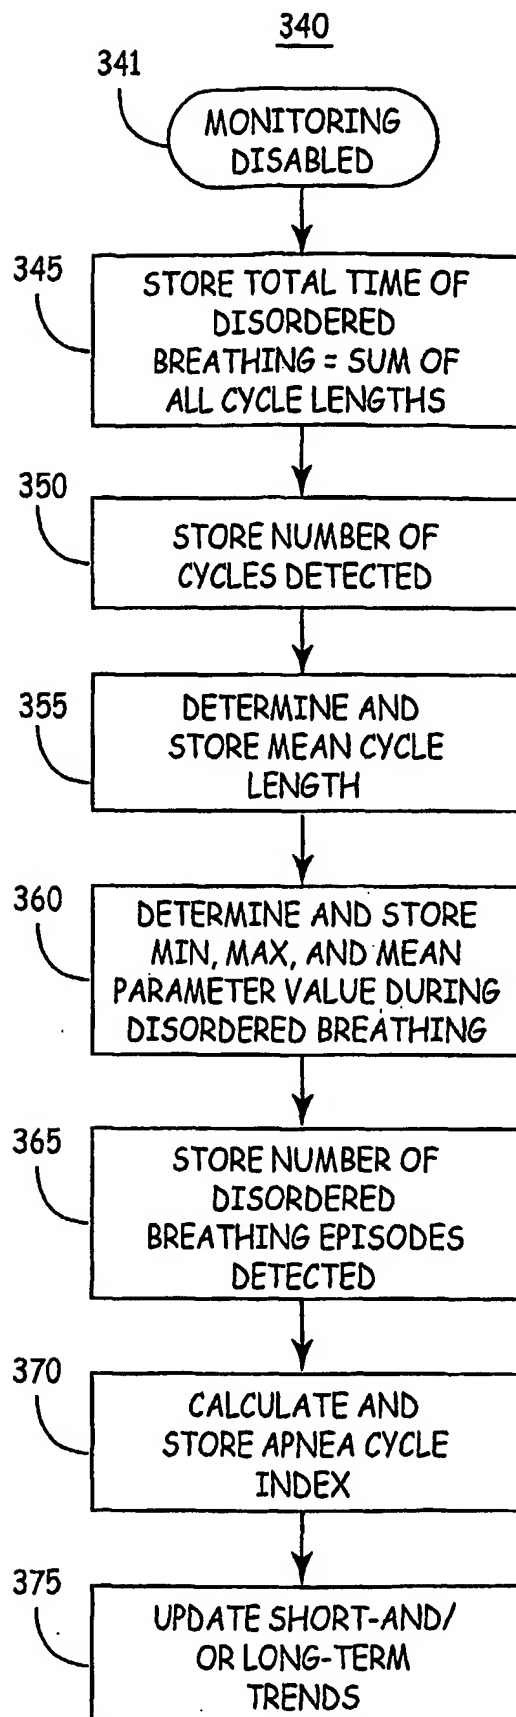 340
341
MONITORING
DISABLED
345
STORE TOTAL TIME OF
DISORDERED
BREATHING = SUM OF
ALL CYCLE LENGTHS
350
STORE NUMBER OF
CYCLES DETECTED
355
DETERMINE AND
STORE MEAN CYCLE
LENGTH
360
DETERMINE AND STORE
MIN, MAX, AND MEAN
PARAMETER VALUE DURING
DISORDERED BREATHING
365
STORE NUMBER OF
DISORDERED
BREATHING EPISODES
DETECTED
370
CALCULATE AND
STORE APNEA CYCLE
INDEX
375
UPDATE SHORT-AND/
OR LONG-TERM
TRENDS